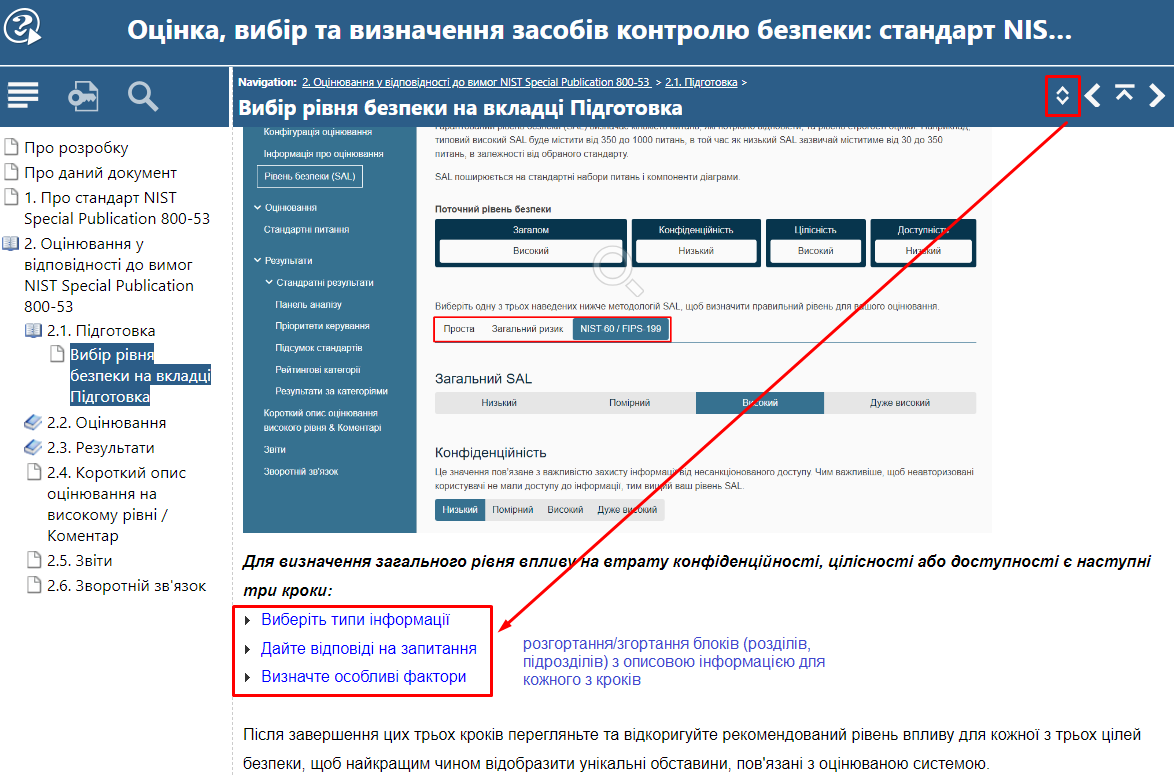 Оцінка, вибір та визначення засобів контролю безпеки: стандарт NIS...
Navigation: 2. Оцінювання у відповідності до вимог NIST Special Publication 800-53 > 2.1. Підготовка >
Вибір рівня безпеки на вкладці Підготовка
Про розробку
Про даний документ
1. Про стандарт NIST
Special Publication 800-53
2. Оцінювання у
відповідності до вимог
NIST Special Publication
800-53
2.1. Підготовка
Вибір рівня
безпеки на вкладці
Підготовка
2.2. Оцінювання
2.3. Результати
2.4. Короткий опис
оцінювання на
високому рівні /
Коментар
2.5. Звіти
2.6. Зворотній зв'язок
Конфігурація оцінювання
Інформація про оцінювання
Рівень безпеки (SAL)
Оцінювання
Стандартні питання
Результати
Стандратні результати
Панель анализу
Пріоритети керування
Підсумок стандартів
Рейтингові категорії
Результати за категоріями
Короткий опис оцінювання
високого рівня & Коментарі
Звіти
Зворотній зв'язок
типовий високий SAL буде містити від 350 до 1000 питань, в той час як низький SAL зазвичай міститиме від 30 до 350
питань, в залежності від обраного стандарту.
SAL поширюється на стандартні набори питань і компоненти діаграми.
Поточний рівень безпеки
Загалом Конфіденційність Цілісність Доступність
Високий Низький Високий Низький
Виберіть одну з трьох наведених нижче методологій SAL, щоб визначити правильний рівень для вашого оцінювання.
Проста Загальний ризик NIST-60 / FIPS-199
Загальний SAL
Низький Помірний Високий Дуже високий
Конфіденційність
Це значення пов'язане з важливістю захисту інформації від несанкціонованого доступу. Чим важливіше, щоб неавторизовані
користувачі не мали доступу до інформації, тим вищий ваш рівень SAL.
Низький Помірний Високий Дуже високий
Для визначення загального рівня впливу на втрату конфіденційності, цілісності або доступності є наступні
три кроки:
Виберіть типи інформації
Дайте відповіді на запитання
Визначте особливі фактори
розгортання/згортання блоків (розділів,
підрозділів) з описовою інформацією для
кожного з кроків
Після завершення цих трьох кроків перегляньте та відкоригуйте рекомендований рівень впливу для кожної з трьох цілей
безпеки, щоб найкращим чином відобразити унікальні обставини, пов'язані з оцінюваною системою.